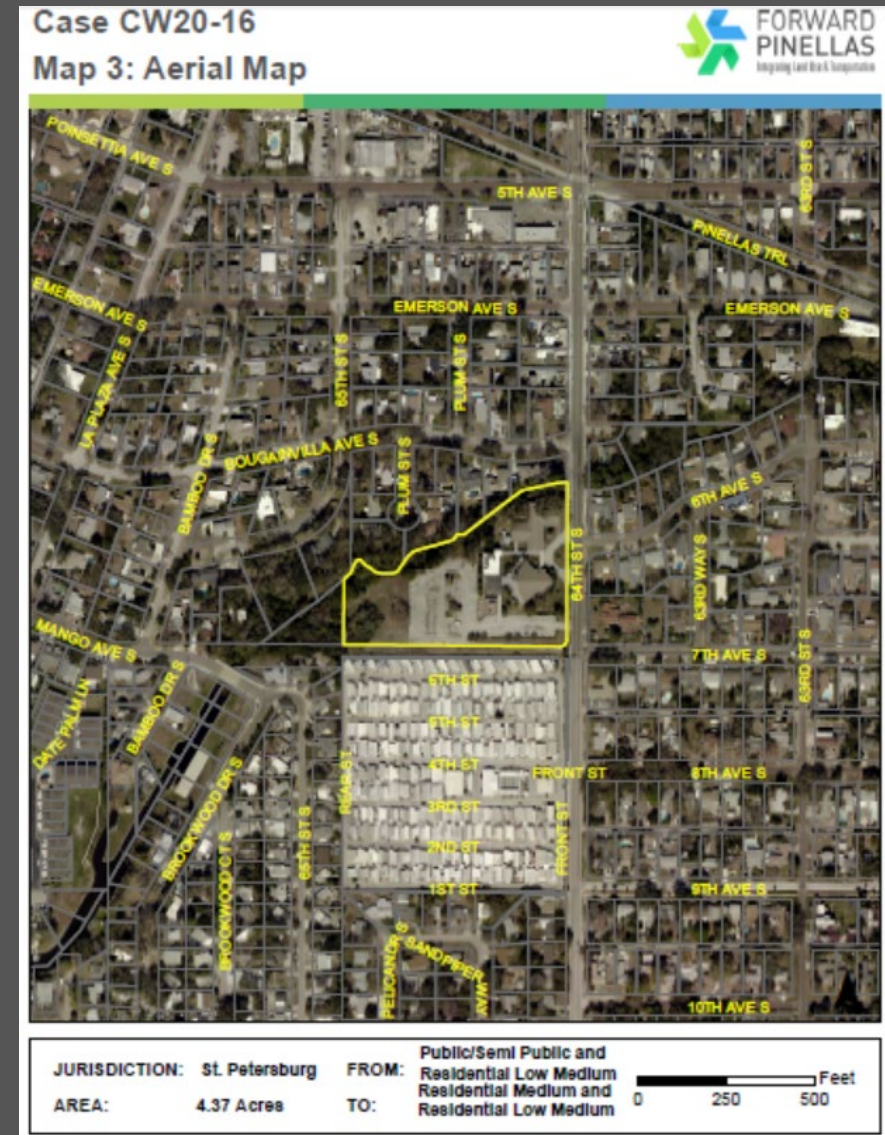 Case CW20-16
Map 3: Aerial Map
FORWARD
PINELLAS
Integrating Land Use & Transportation
POINSETTIA AVE S
5TH AVE S
63RD ST S
PINELLAS TRL
EMERSON AVE S
EMERSON AVE S
EMERSON AVE S
LA PLAZA AVE S
65TH ST S
PLUM ST S
BOUGAINVILLA AVE S
BAMBOO DR S
PLUM ST S
6TH AVE S
64TH ST S
63RD WAY S
MANGO AVE S
7TH AVE S
63RD ST S
BAMBOO DR S
DATE PALM LN
6TH ST
5TH ST
4TH ST
FRONT ST
8TH AVE S
REAR ST
3RD ST
FRONT ST
BROOKWOOD DR S
2ND ST
65TH ST S
BROOKWOOD CT S
1ST ST
9TH AVE S
PELICAN DR S
SANDPIPER WAY
10TH AVE S
JURISDICTION: St. Petersburg
FROM: Public/Semi Public and
Residential Low Medium
AREA: 4.37 Acres
TO: Residential Medium and
Residential Low Medium
Feet
0 250 500